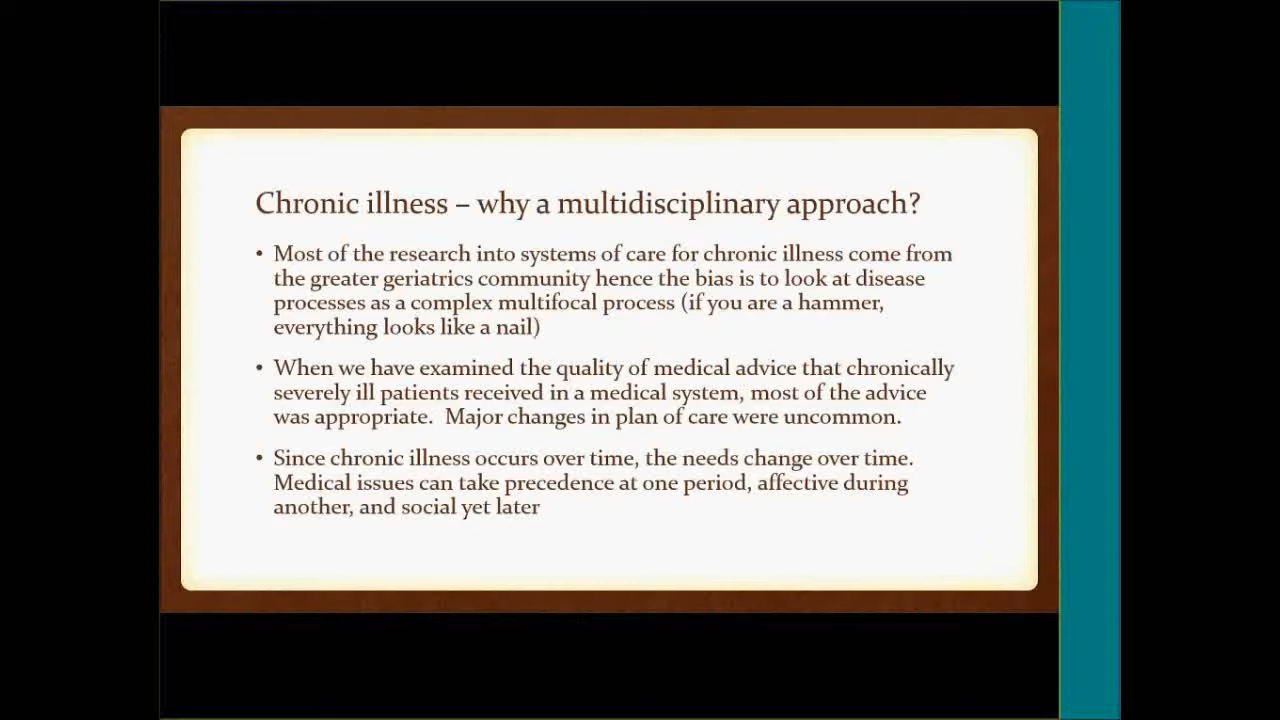 Chronic illness – why a multidisciplinary approach?
• Most of the research into systems of care for chronic illness come from
the greater geriatrics community hence the bias is to look at disease
processes as a complex multifocal process (if you are a hammer,
everything looks like a nail)
• When we have examined the quality of medical advice that chronically
severely ill patients received in a medical system, most of the advice
was appropriate.  Major changes in plan of care were uncommon.
• Since chronic illness occurs over time, the needs change over time.
Medical issues can take precedence at one period, affective during
another, and social yet later